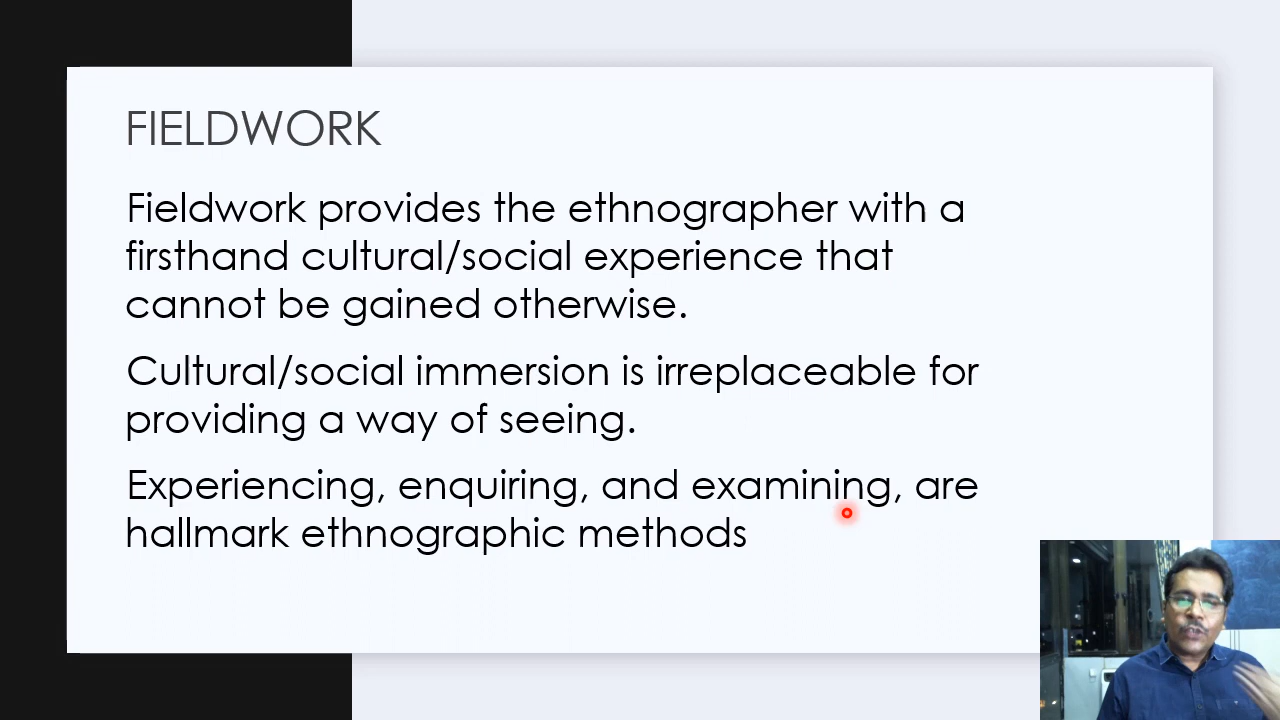 FIELDWORK
Fieldwork provides the ethnographer with a
firsthand cultural/social experience that
cannot be gained otherwise.
Cultural/social immersion is irreplaceable for
providing a way of seeing.
Experiencing, enquiring, and examining, are
hallmark ethnographic methods